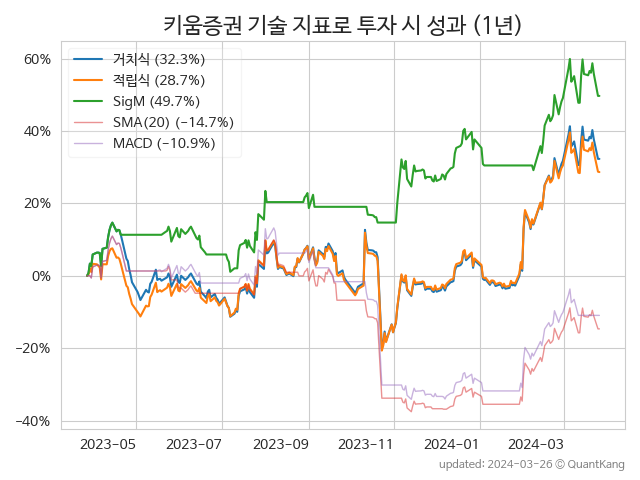 키움증권 기술 지표로 투자 시 성과 (1년)
거치식 (32.3%)
적립식 (28.7%)
SigM (49.7%)
SMA(20) (−14.7%)
MACD (−10.9%)
60%
40%
20%
0%
−20%
−40%
2023−05 2023−07 2023−09 2023−11 2024−01 2024−03
updated: 2024−03−26 © QuantKang